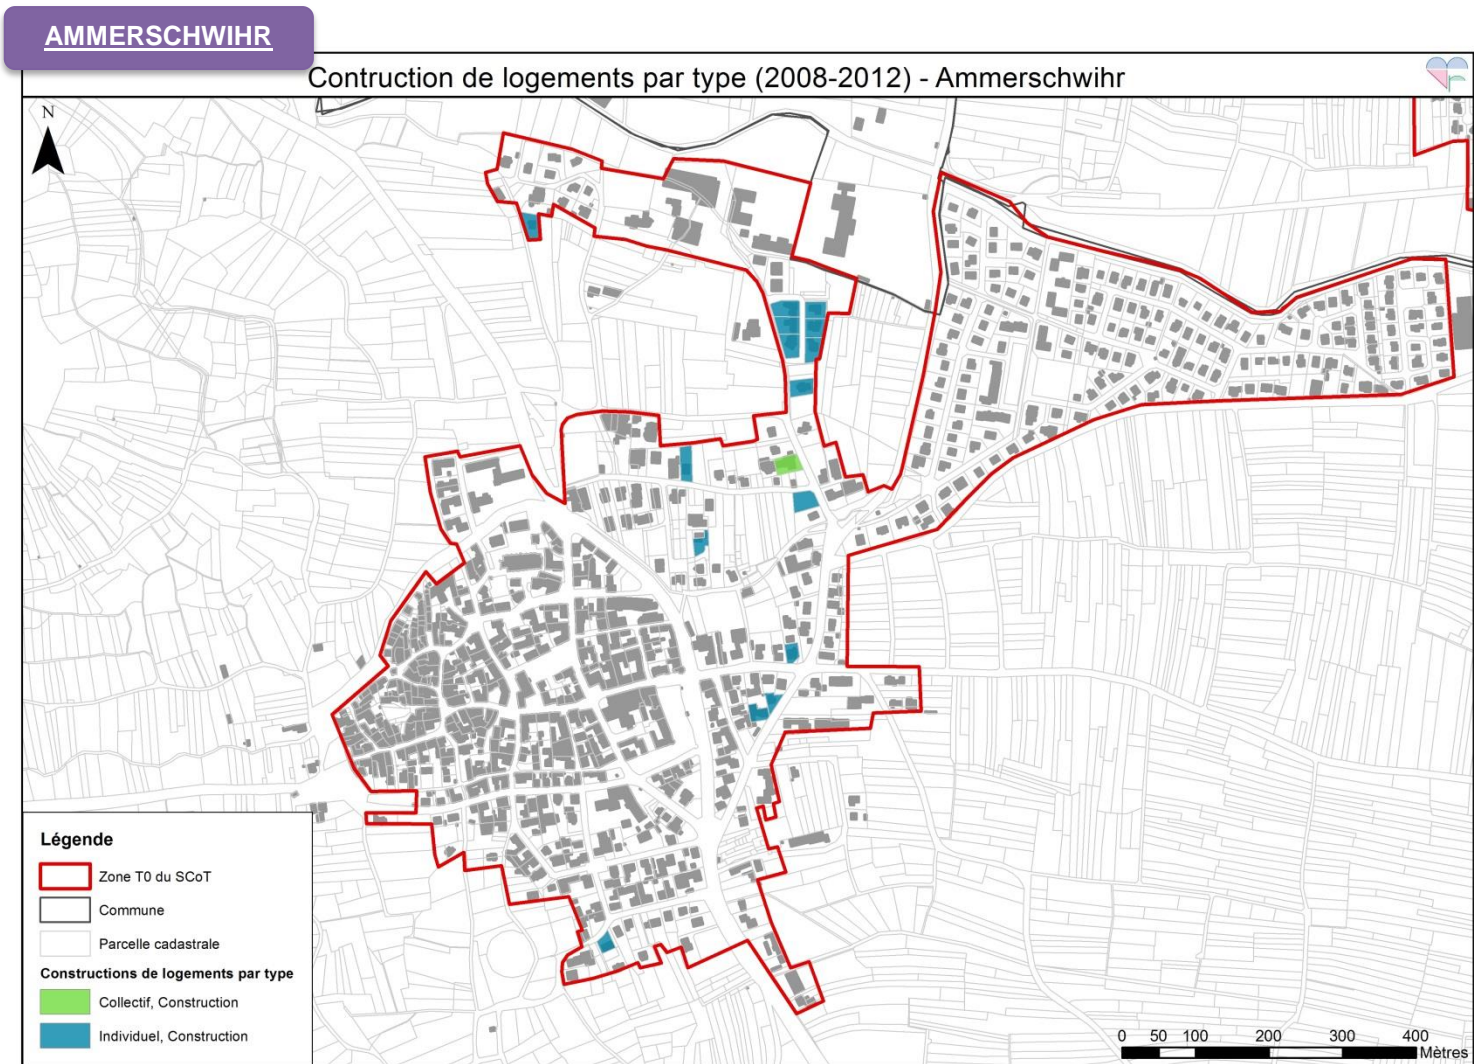 AMMERSCHWIHR
Contruction de logements par type (2008-2012) - Ammerschwihr
N
Légende
Zone T0 du SCoT
Commune
Parcelle cadastrale
Constructions de logements par type
Collectif, Construction
Individuel, Construction
0 50 100 200 300 400
Mètres